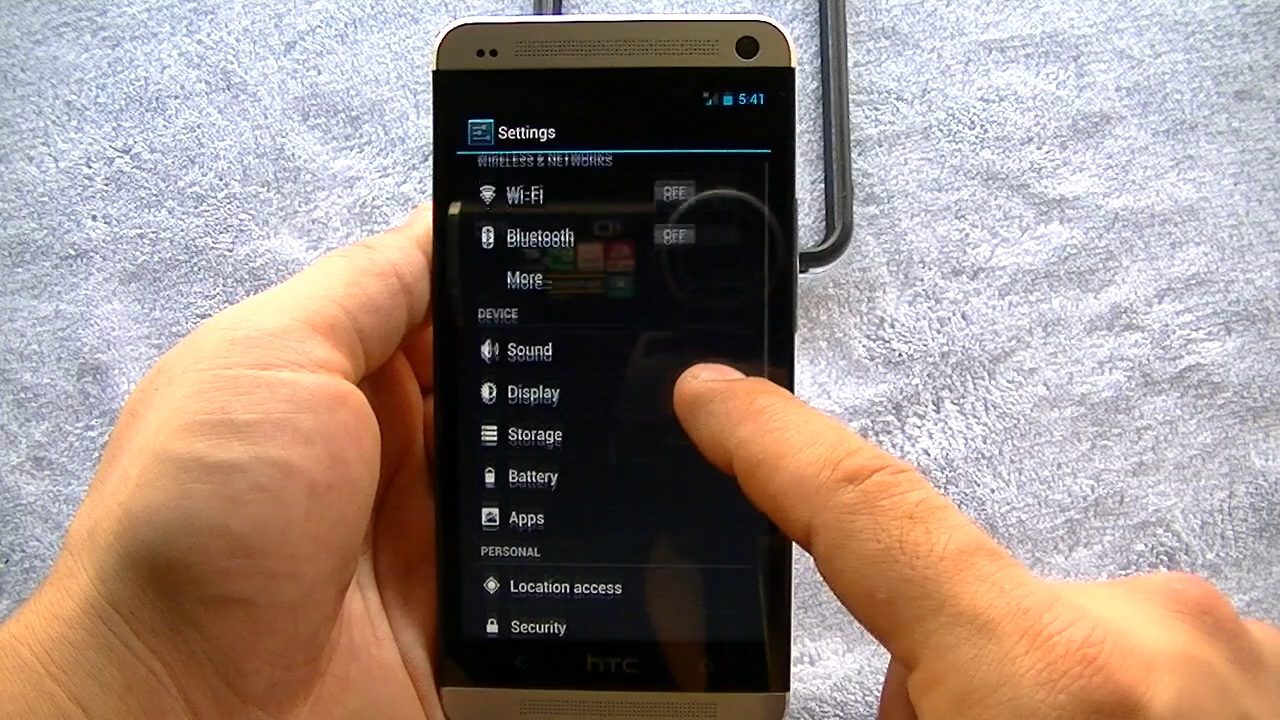 5:41
Settings
WIRELESS & NETWORKS
Wi-Fi OFF
Bluetooth OFF
More...
DEVICE
Sound
Display
Storage
Battery
Apps
PERSONAL
Location access
Security
hTC